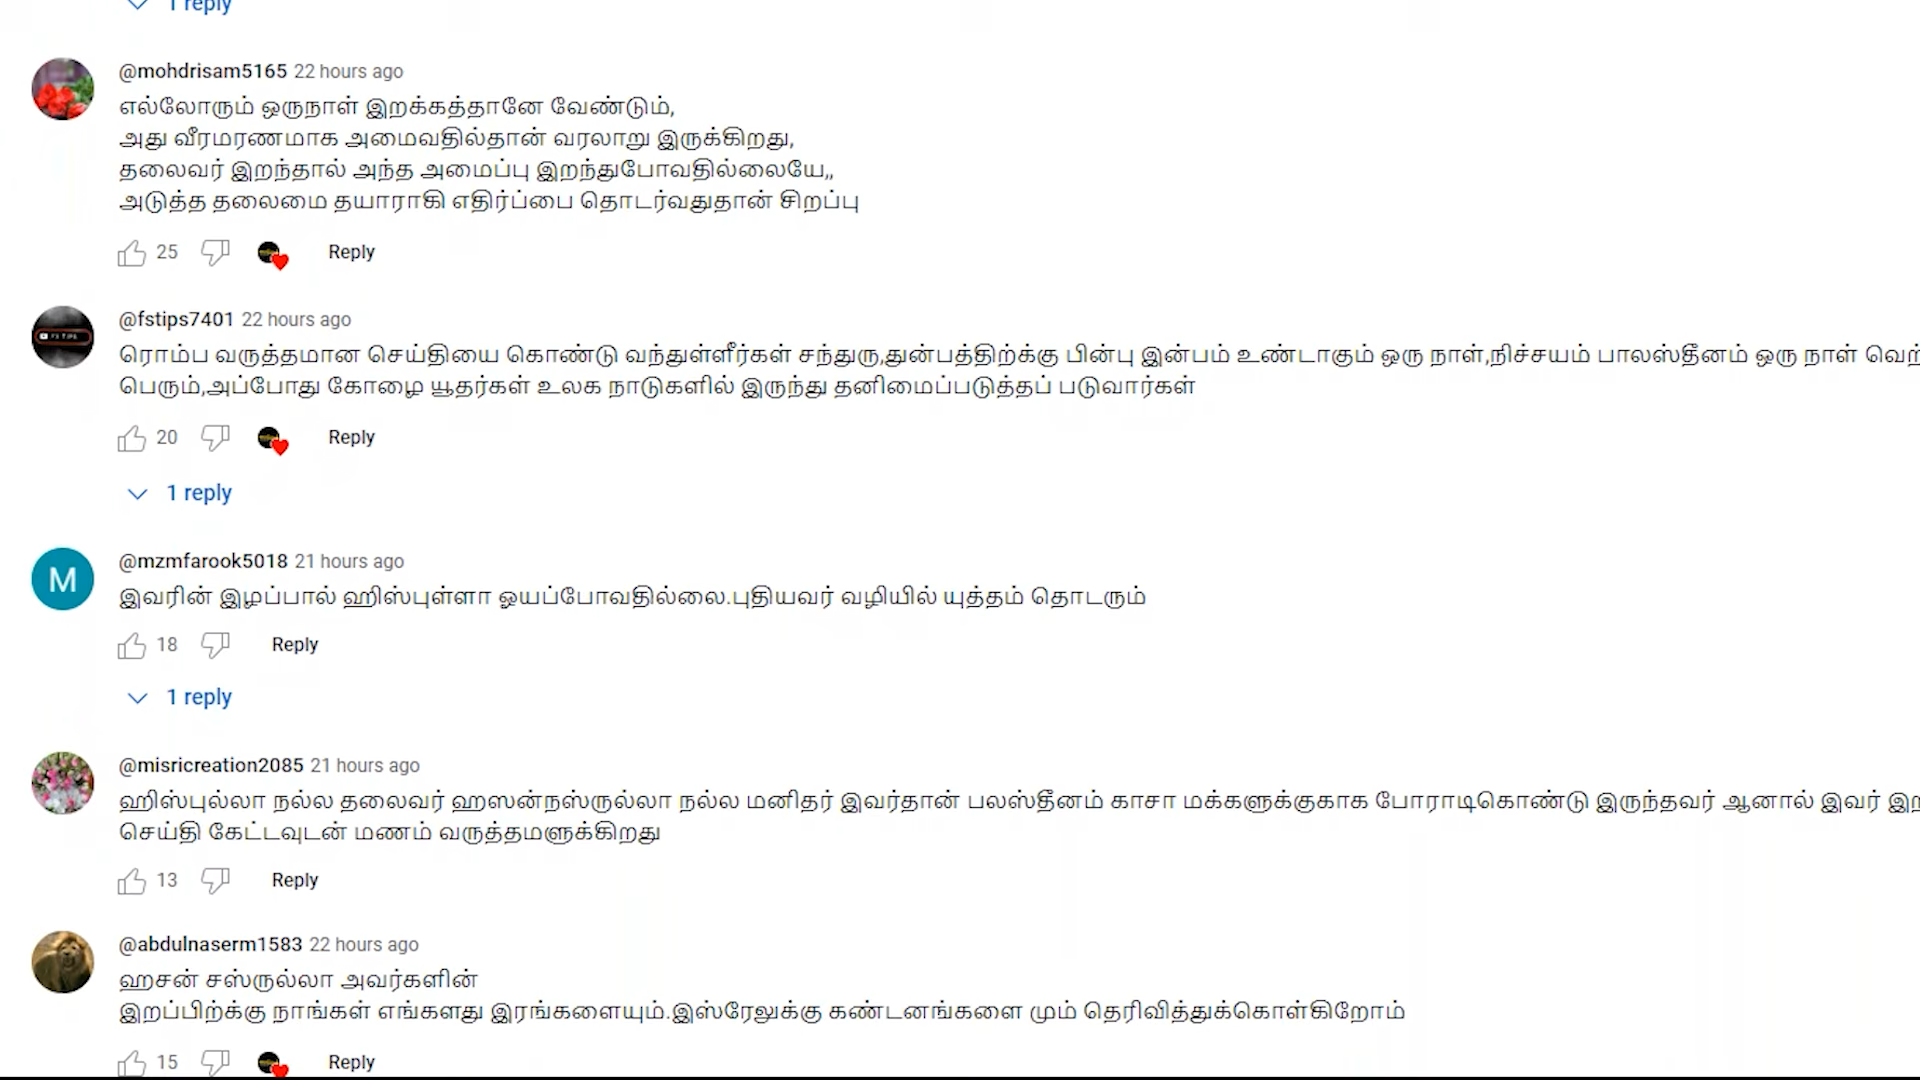 1 reply
@mohdrisam5165 22 hours ago
எல்லோரும் ஒருநாள் இறக்கத்தானே வேண்டும்,
அது வீரமரணமாக அமைவதில்தான் வரலாறு இருக்கிறது,
தலைவர் இறந்தால் அந்த அமைப்பு இறந்துபோவதில்லையே,,
அடுத்த தலைமை தயாராகி எதிர்ப்பை தொடர்வதுதான் சிறப்பு
25 Reply
@fstips7401 22 hours ago
ரொம்ப வருத்தமான செய்தியை கொண்டு வந்துள்ளீர்கள் சந்துரு,துன்பத்திற்க்கு பின்பு இன்பம் உண்டாகும் ஒரு நாள்,நிச்சயம் பாலஸ்தீனம் ஒரு நாள்
பெரும்,அப்போது கோழை யூதர்கள் உலக நாடுகளில் இருந்து தனிமைப்படுத்தப் படுவார்கள்
20 Reply
1 reply
M
@mzmfarook5018 21 hours ago
இவரின் இழப்பால் ஹிஸ்புள்ளா ஓயப்போவதில்லை.புதியவர் வழியில் யுத்தம் தொடரும்
18 Reply
1 reply
@misricreation2085 21 hours ago
ஹிஸ்புல்லா நல்ல தலைவர் ஹஸன்நஸ்ருல்லா நல்ல மனிதர் இவர்தான் பலஸ்தீனம் காசா மக்களுக்குகாக போராடிகொண்டு இருந்தவர் ஆனால் இவர்
செய்தி கேட்டவுடன் மணம் வருத்தமளுக்கிறது
13 Reply
@abdulnaserm1583 22 hours ago
ஹசன் சஸ்ருல்லா அவர்களின்
இறப்பிற்க்கு நாங்கள் எங்களது இரங்களையும்.இஸ்ரேலுக்கு கண்டனங்களை மும் தெரிவித்துக்கொள்கிறோம்
15 Reply